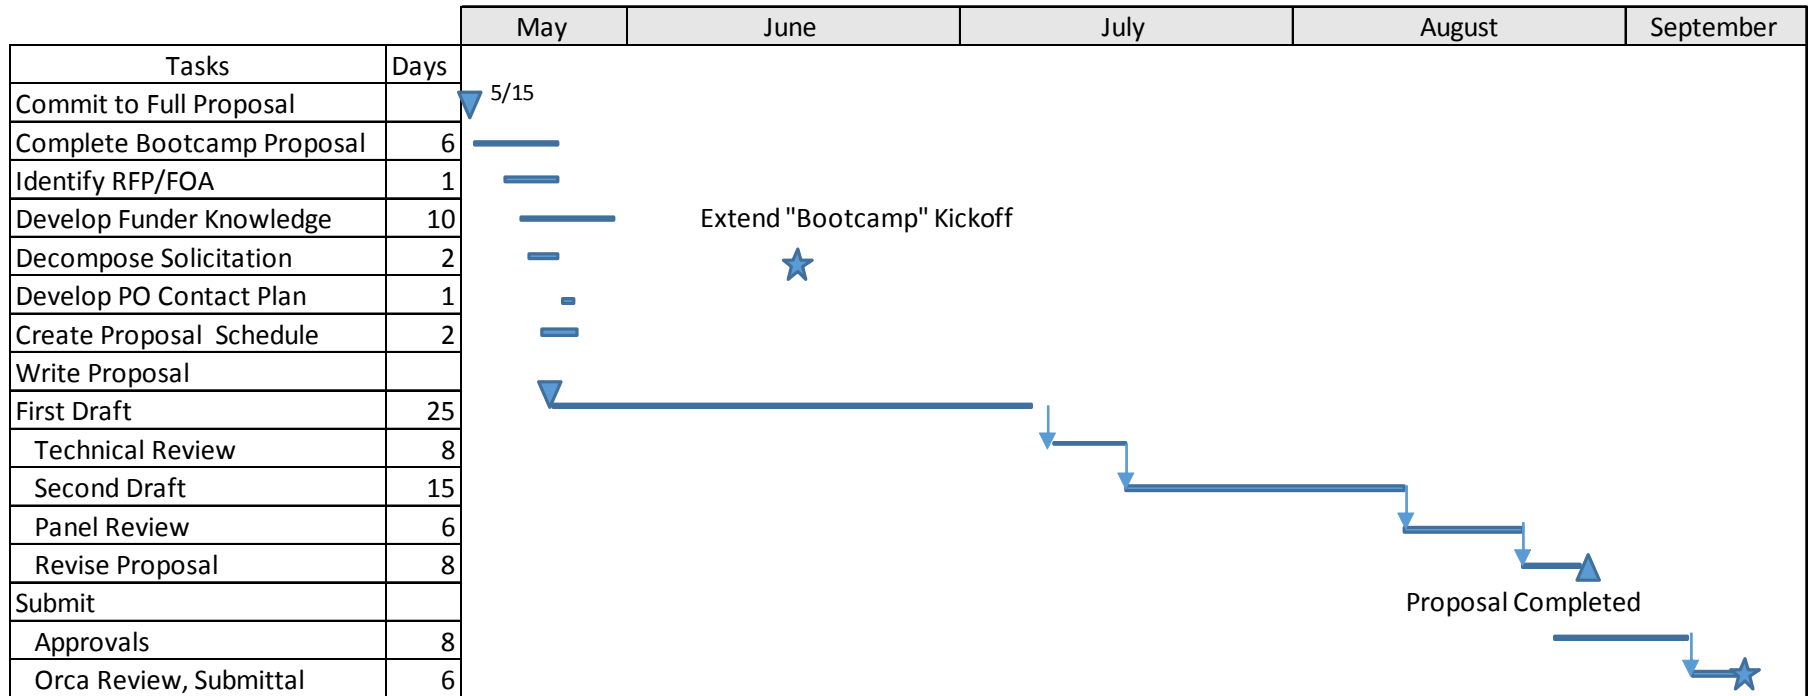 May June July August September
Tasks Days
Commit to Full Proposal 5/15
Complete Bootcamp Proposal 6
Identify RFP/FOA 1
Develop Funder Knowledge 10 Extend "Bootcamp" Kickoff
Decompose Solicitation 2
Develop PO Contact Plan 1
Create Proposal Schedule 2
Write Proposal
First Draft 25
Technical Review 8
Second Draft 15
Panel Review 6
Revise Proposal 8
Submit Proposal Completed
Approvals 8
Orca Review, Submittal 6